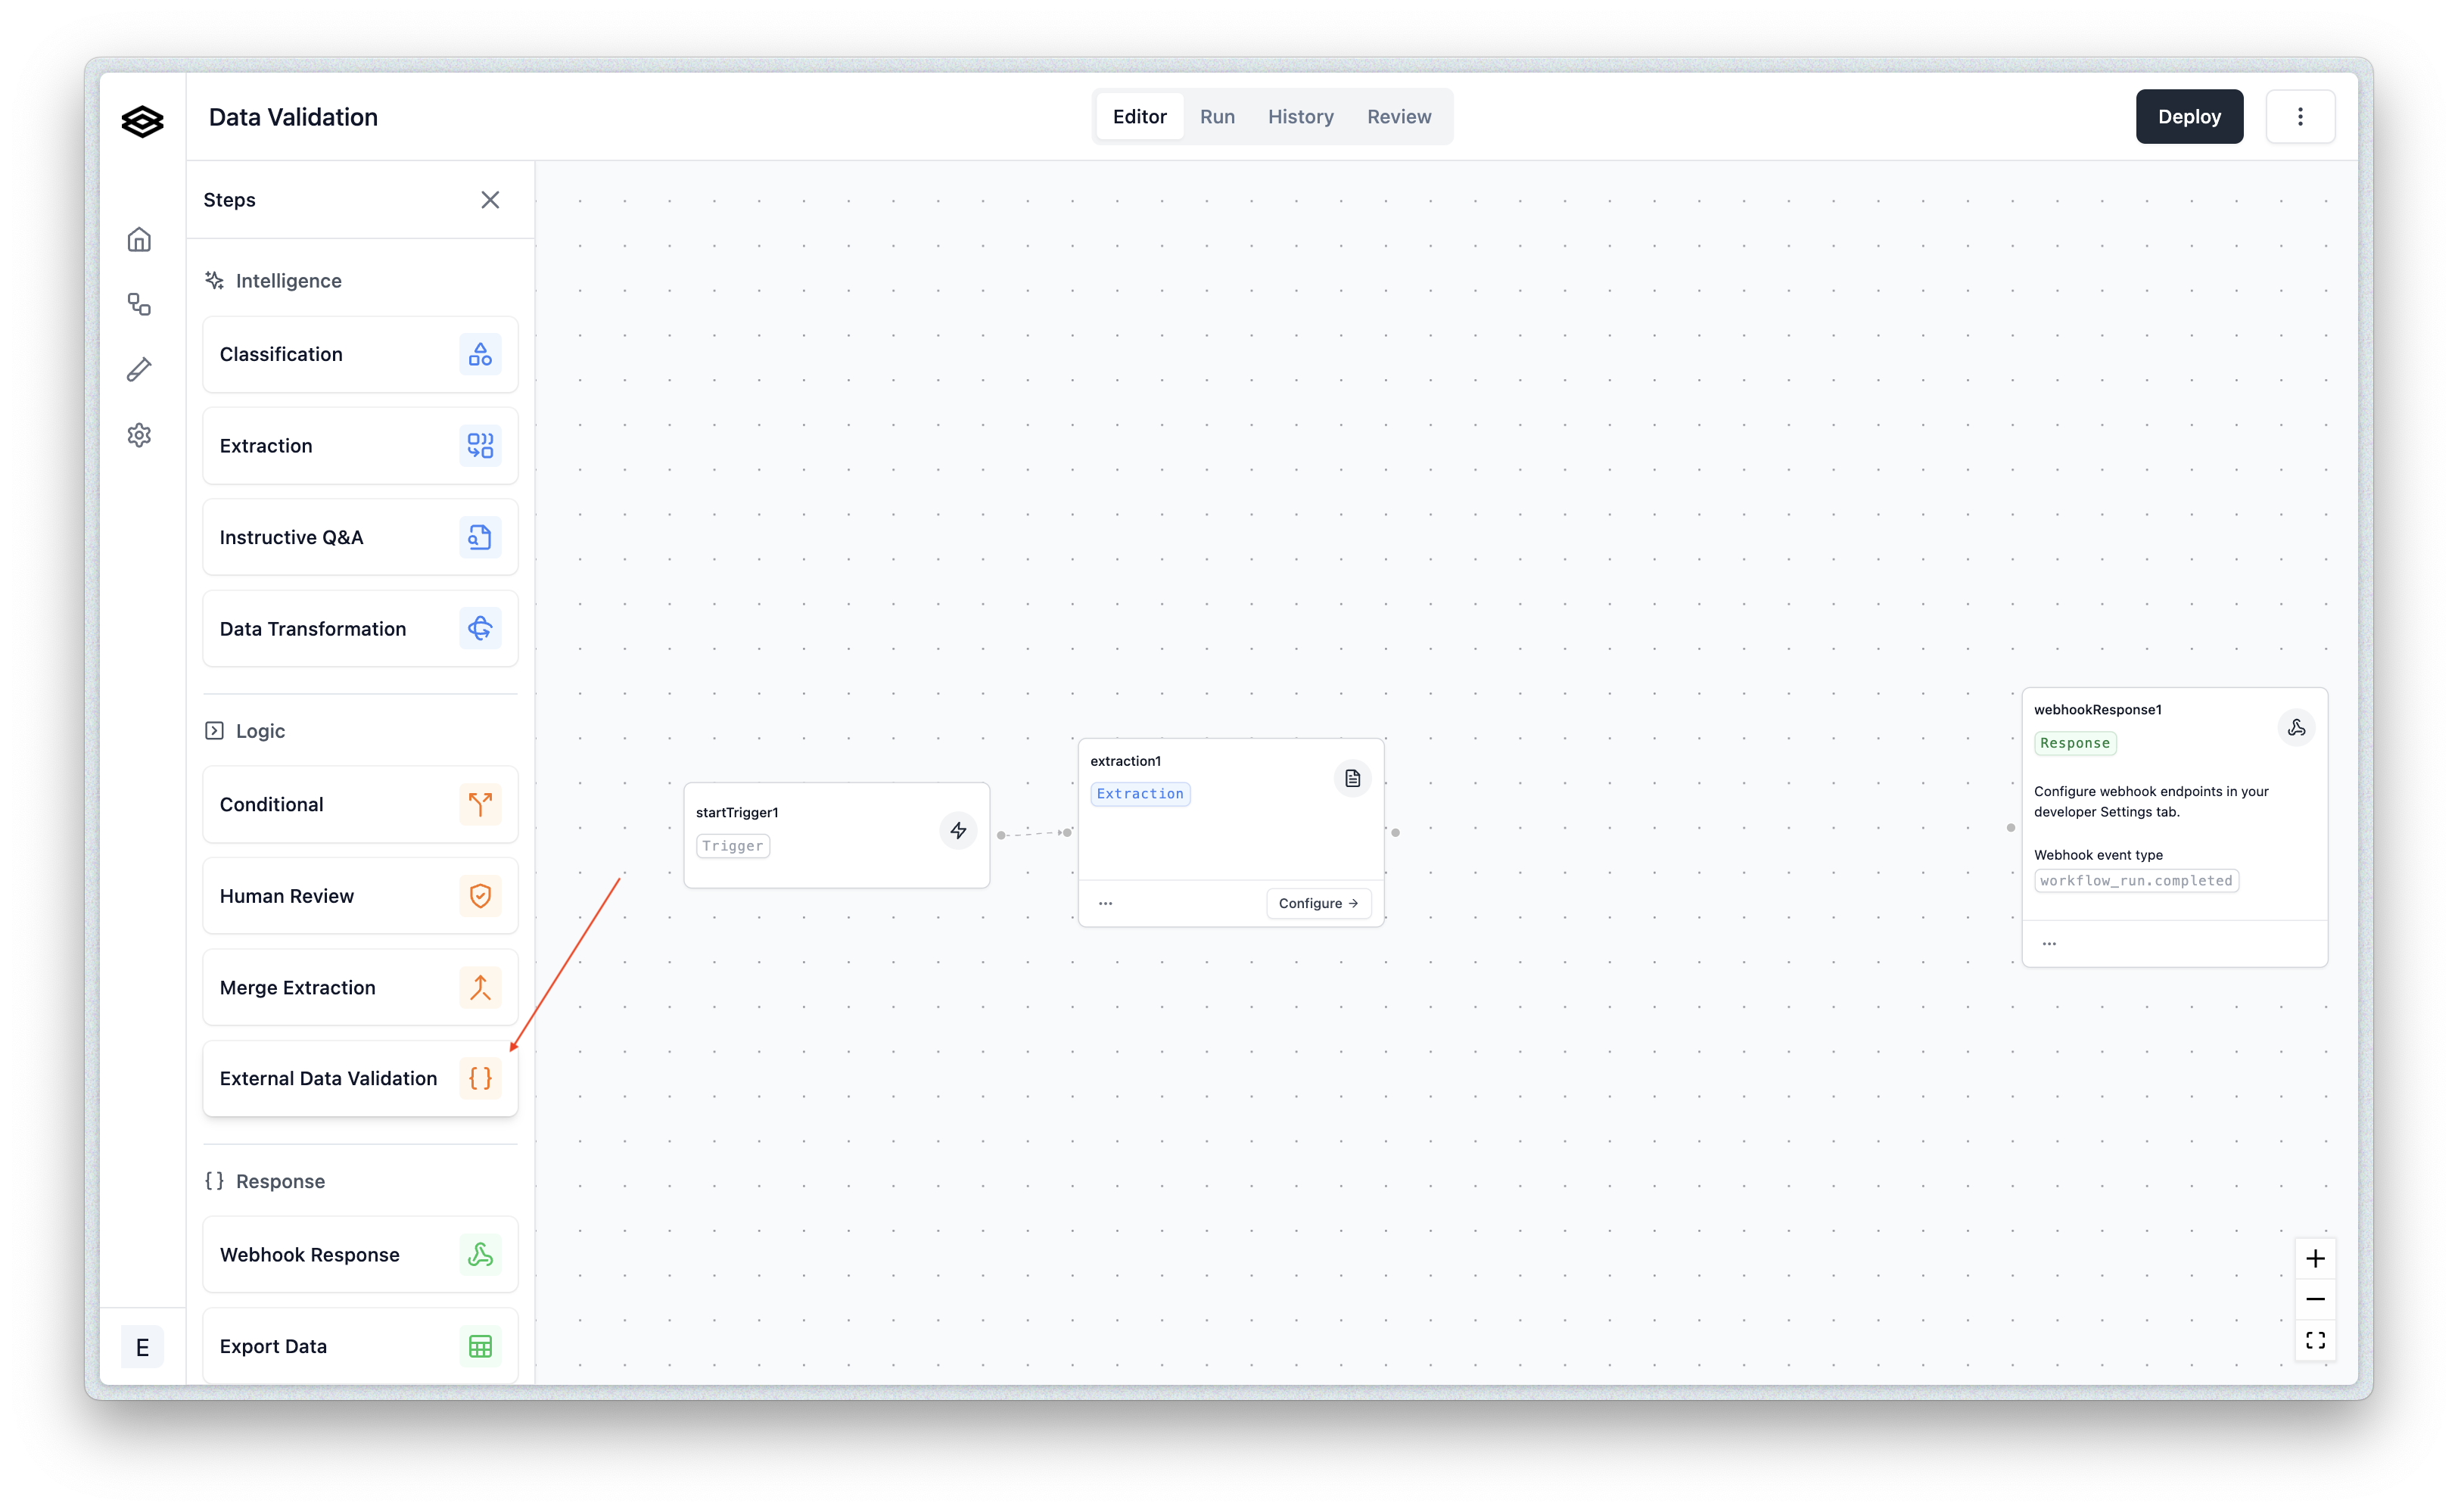 Data Validation
Editor
Run
History
Review
Deploy
Steps
Intelligence
Classification
Extraction
Instructive Q&A
Data Transformation
Logic
Conditional
Human Review
Merge Extraction
External Data Validation
Response
Webhook Response
Export Data
E
startTrigger1
Trigger
extraction1
Extraction
Configure →
webhookResponse1
Response
Configure webhook endpoints in your
developer Settings tab.
Webhook event type
workflow_run.completed